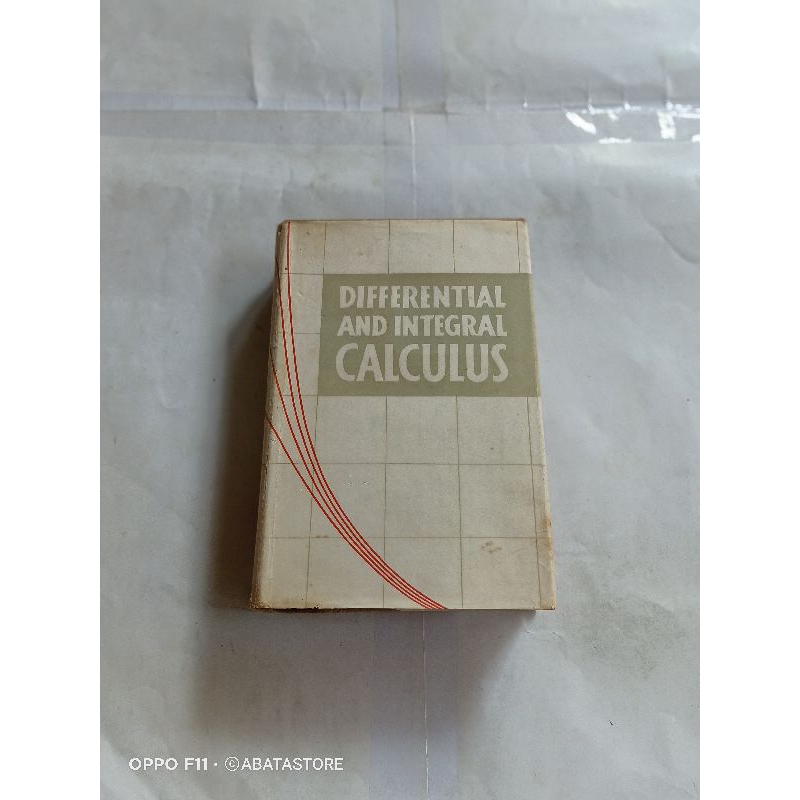 DIFFERENTIAL
AND INTEGRAL
CALCULUS
OPPO F11 · ©ABATASTORE